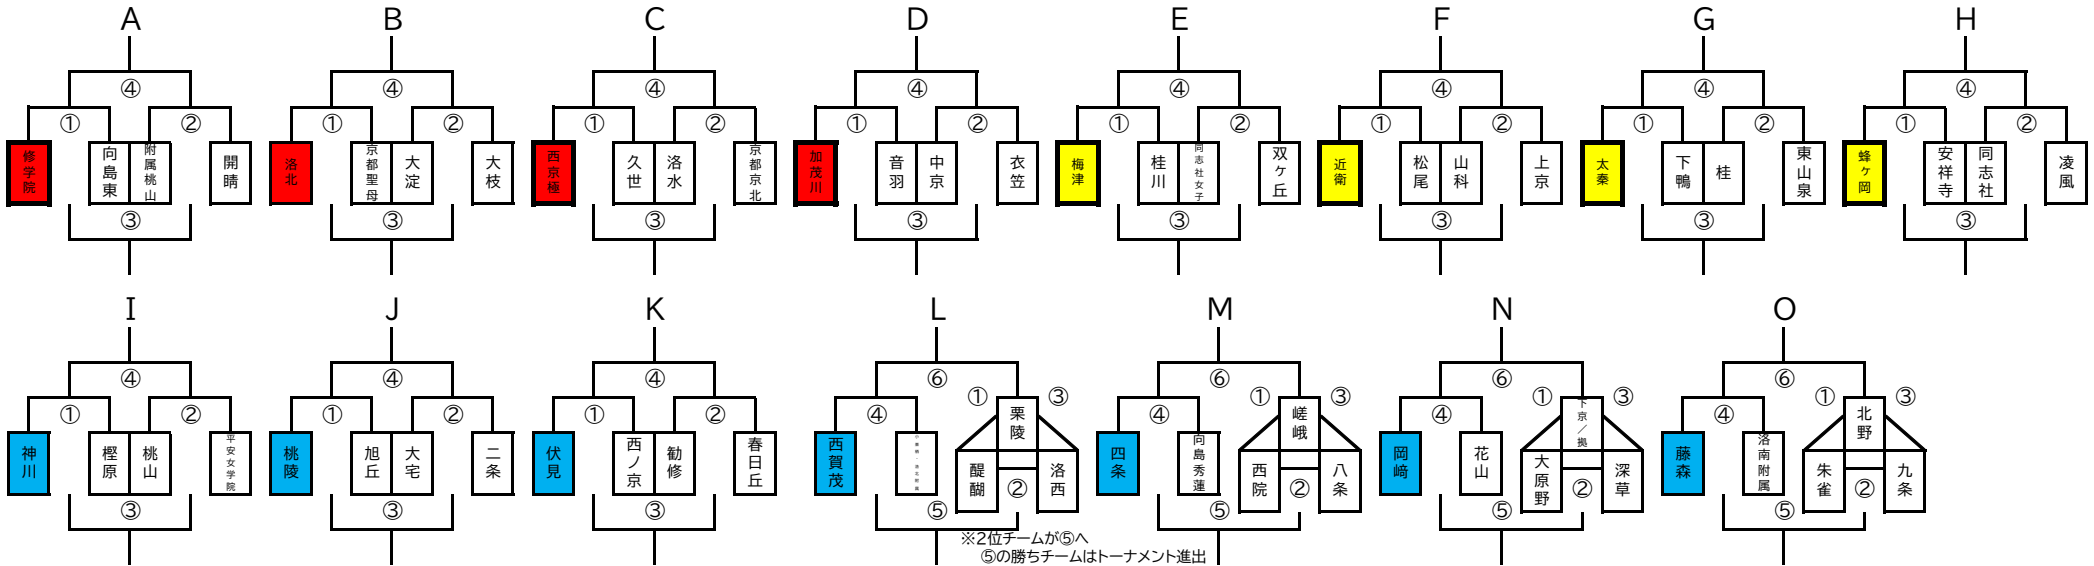 A B C D E F G H
④ ④ ④ ④ ④ ④ ④ ④
① ② ① ② ① ② ① ② ① ② ① ② ① ② ① ②
修学院 向島東 附属桃山 開睛 洛北 京都聖母 大淀 大枝 西京極 久世 洛水 京都京北 加茂川 音羽 中京 衣笠 梅津 桂川 同志社女子 双ヶ丘 近衛 松尾 山科 上京 太秦 下鴨 桂 東山泉 蜂ヶ岡 安祥寺 同志社 凌風
③ ③ ③ ③ ③ ③ ③ ③
I J K L M N O
④ ④ ④ ⑥ ⑥ ⑥ ⑥
① ② ① ② ① ② ④ ① 栗陵 ③ ④ ① 嵯峨 ③ ④ ① 下京／拠 ③ ④ ① 北野 ③
神川 樫原 桃山 平安女学院 桃陵 旭丘 大宅 二条 伏見 西ノ京 勧修 春日丘 西賀茂 醍醐 ② 洛西 四条 向島秀蓮 西院 ② 八条 岡﨑 花山 大原野 ② 深草 藤森 洛南附属 朱雀 ② 九条
③ ③ ③ ⑤ ⑤ ⑤ ⑤
※2位チームが⑤へ
⑤の勝ちチームはトーナメント進出